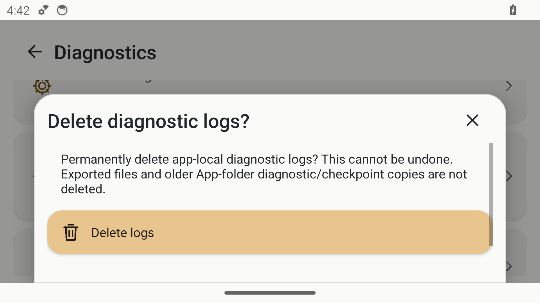 4:42
Diagnostics
Delete diagnostic logs?
Permanently delete app-local diagnostic logs? This cannot be undone.
Exported files and older App-folder diagnostic/checkpoint copies are not
deleted.
Delete logs